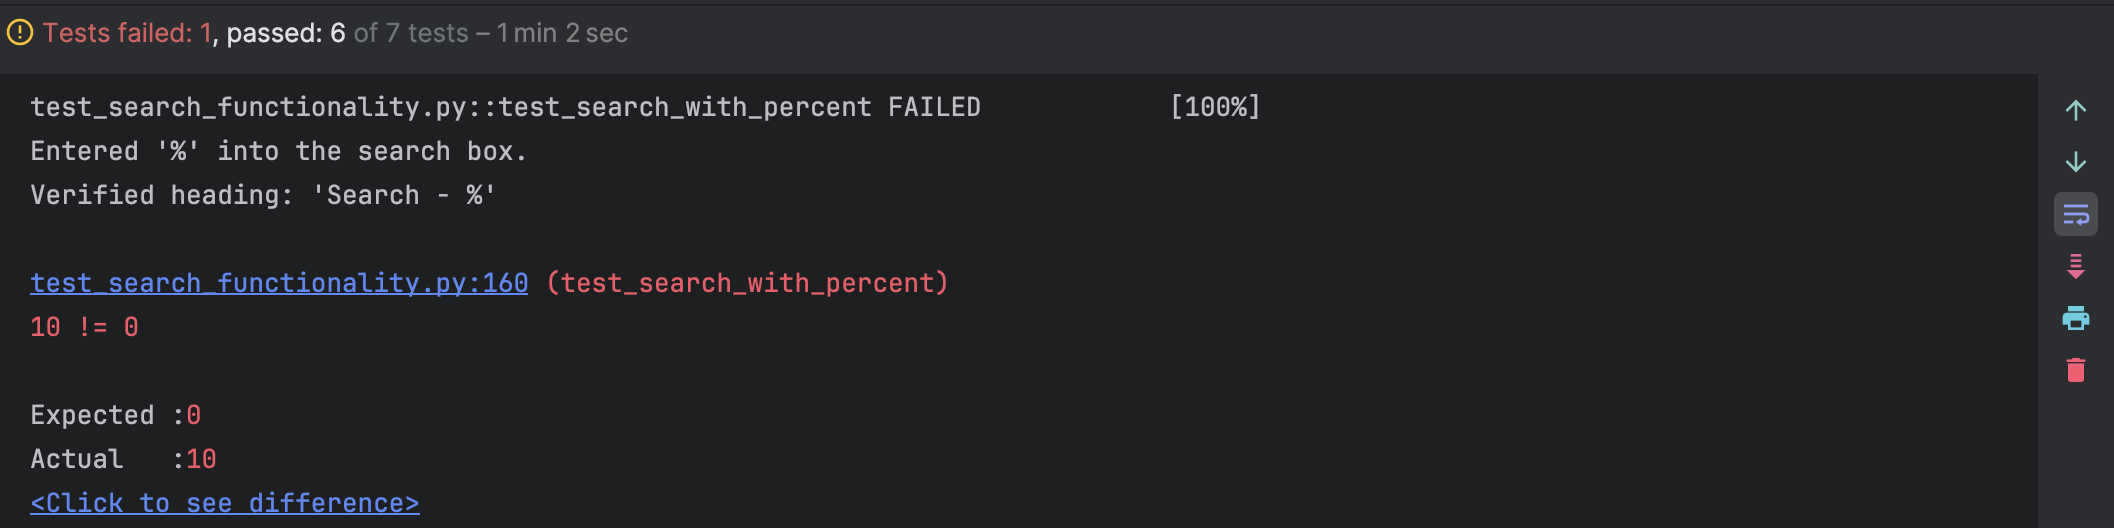 Tests failed: 1, passed: 6 of 7 tests – 1 min 2 sec
test_search_functionality.py::test_search_with_percent FAILED [100%]
Entered '%' into the search box.
Verified heading: 'Search - %'
test_search_functionality.py:160 (test_search_with_percent)
10 != 0
Expected :0
Actual :10
<Click to see difference>